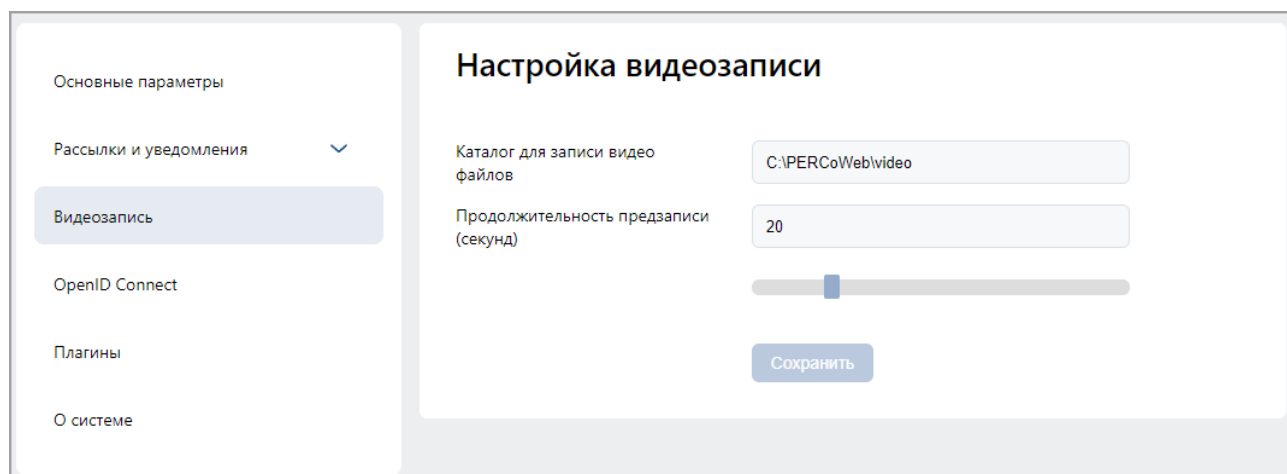 Основные параметры
Рассылки и уведомления
Видеозапись
OpenID Connect
Плагины
О системе
Настройка видеозаписи
Каталог для записи видео
файлов
C:\PERCoWeb\video
Продолжительность предзаписи
(секунд)
20
Сохранить